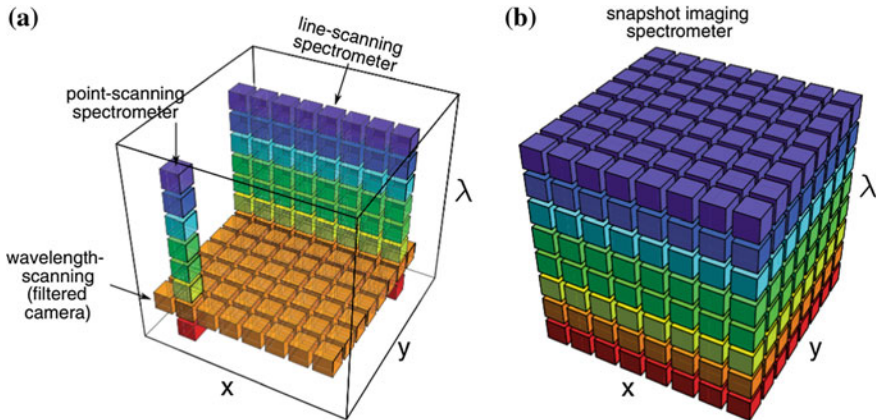 (a)
line-scanning
spectrometer
point-scanning
spectrometer
λ
wavelength-
scanning
(filtered
camera)
y
x
(b)
snapshot imaging
spectrometer
λ
y
x